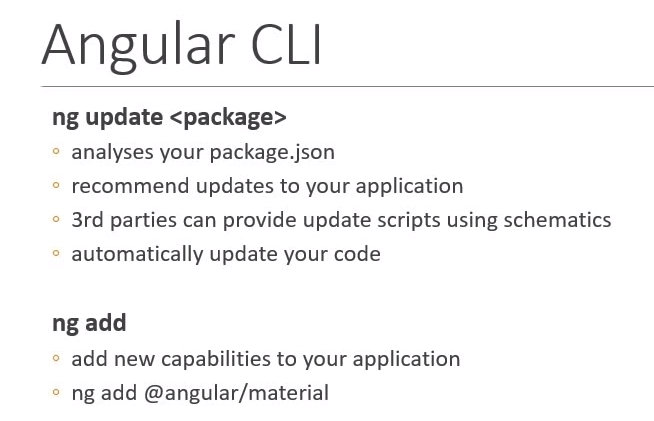 Angular CLI
ng update <package>
◦ analyses your package.json
◦ recommend updates to your application
◦ 3rd parties can provide update scripts using schematics
◦ automatically update your code
ng add
◦ add new capabilities to your application
◦ ng add @angular/material